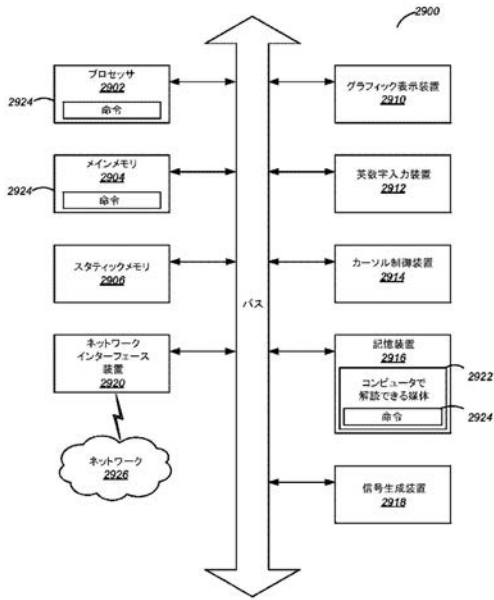 2900
プロセッサ
2902
2924
命令
メインメモリ
2904
2924
命令
スタティックメモリ
2906
ネットワーク
インターフェース
装置
2920
ネットワーク
2926
バス
グラフィック表示装置
2910
英数字入力装置
2912
カーソル制御装置
2914
記憶装置
2916
2922
コンピュータで
解読できる媒体
2924
命令
信号生成装置
2918